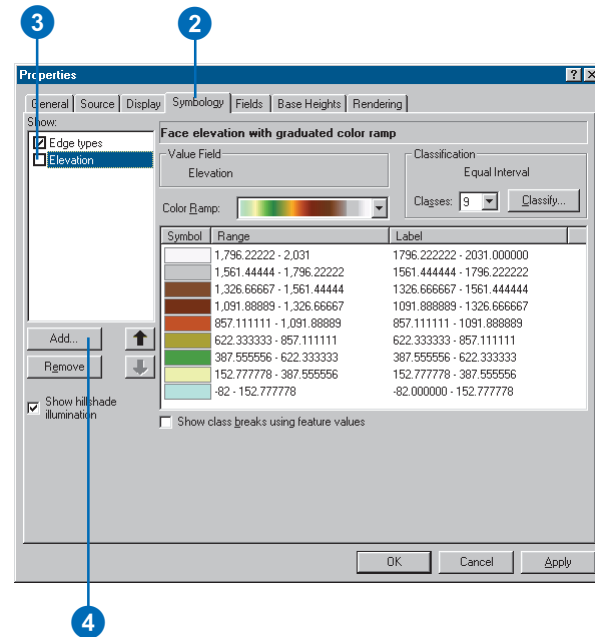 3
2
Properties
General Source Display Symbology Fields Base Heights Rendering
Show:
Edge types
Elevation
Face elevation with graduated color ramp
Value Field
Elevation
Classification
Equal Interval
Color Ramp:
Classes: 9 Classify...
Symbol Range Label
1,796.22222 - 2,031 1796.222222 - 2031.000000
1,561.44444 - 1,796.22222 1561.444444 - 1796.222222
1,326.66667 - 1,561.44444 1326.666667 - 1561.444444
1,091.88889 - 1,326.66667 1091.888889 - 1326.666667
857.111111 - 1,091.88889 857.111111 - 1091.888889
622.333333 - 857.111111 622.333333 - 857.111111
387.555556 - 622.333333 387.555556 - 622.333333
152.777778 - 387.555556 152.777778 - 387.555556
-82 - 152.777778 -82.000000 - 152.777778
Add...
Remove
Show hillshade
illumination
Show class breaks using feature values
OK Cancel Apply
4